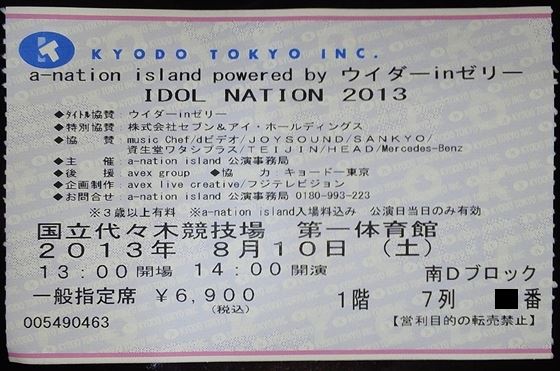 KYODO TOKYO INC.
a-nation island powered by ウイダーinゼリー
IDOL NATION 2013
◆ﾀｲﾄﾙ協賛：ウイダーinゼリー
◆特別協賛：株式会社セブン&アイ・ホールディングス
◆協　　賛：music Chef/dビデオ/JOYSOUND/SANKYO/
資生堂ワタシプラス/TEIJIN/HEAD/Mercedes-Benz
◆主　　催：a-nation island 公演事務局
◆後　　援：avex group　◆協　　力：キョードー東京
◆企画制作：avex live creative/フジテレビジョン
◆お問合せ：a-nation island 公演事務局 0180-993-223
※３歳以上有料　※a-nation island入場料込み　公演日当日のみ有効
国立代々木競技場　第一体育館
２０１３年　８月１０日　（土）
１３：００開場　１４：００開演
南Ｄブロック
一般指定席　￥６,９００
(税込)
１階　７列　番
005490463
【営利目的の転売禁止】